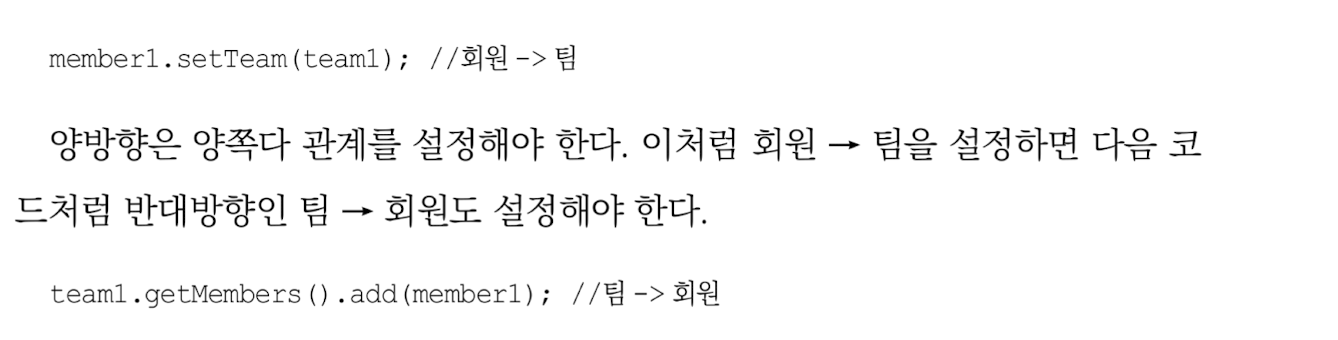 member1.setTeam(team1); //회원 -> 팀
양방향은 양쪽다 관계를 설정해야 한다. 이처럼 회원 → 팀을 설정하면 다음 코
드처럼 반대방향인 팀 → 회원도 설정해야 한다.
team1.getMembers().add(member1); //팀 -> 회원